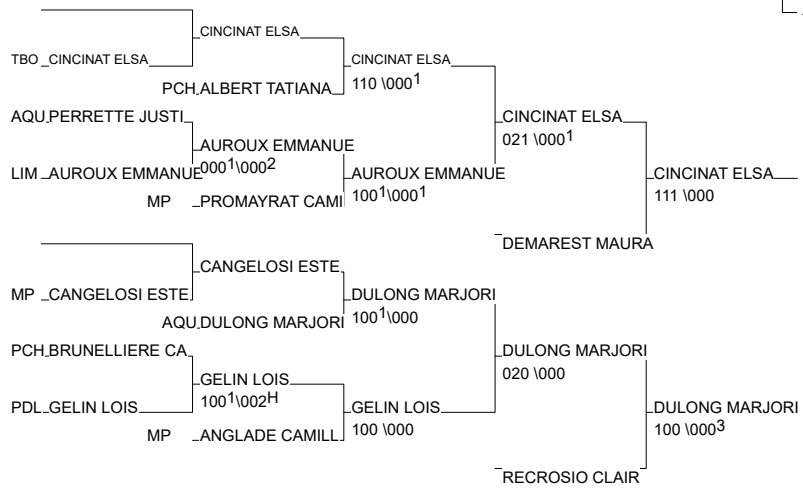 CINCINAT ELSA
TBO CINCINAT ELSA CINCINAT ELSA
PCH ALBERT TATIANA 110 \000¹
AQU PERRETTE JUSTI CINCINAT ELSA
AUROUX EMMANUE 021 \000¹
000¹\000²
LIM AUROUX EMMANUE AUROUX EMMANUE CINCINAT ELSA
MP PROMAYRAT CAMI 100¹\000¹ 111 \000
DEMAREST MAURA
CANGELOSI ESTE
MP CANGELOSI ESTE DULONG MARJORI
AQU DULONG MARJORI 100¹\000
PCH BRUNELLIERE CA DULONG MARJORI
GELIN LOIS 020 \000
100¹\002ᴴ
PDL GELIN LOIS GELIN LOIS DULONG MARJORI
MP ANGLADE CAMILL 100 \000 100 \000³
RECROSIO CLAIR